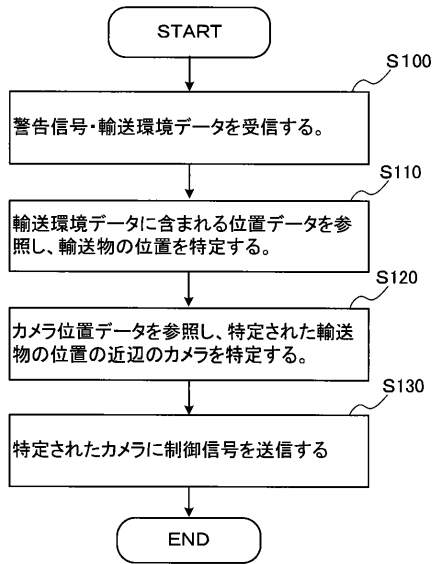 START
S100
警告信号・輸送環境データを受信する。
S110
輸送環境データに含まれる位置データを参
照し、輸送物の位置を特定する。
S120
カメラ位置データを参照し、特定された輸送
物の位置の近辺のカメラを特定する。
S130
特定されたカメラに制御信号を送信する
END